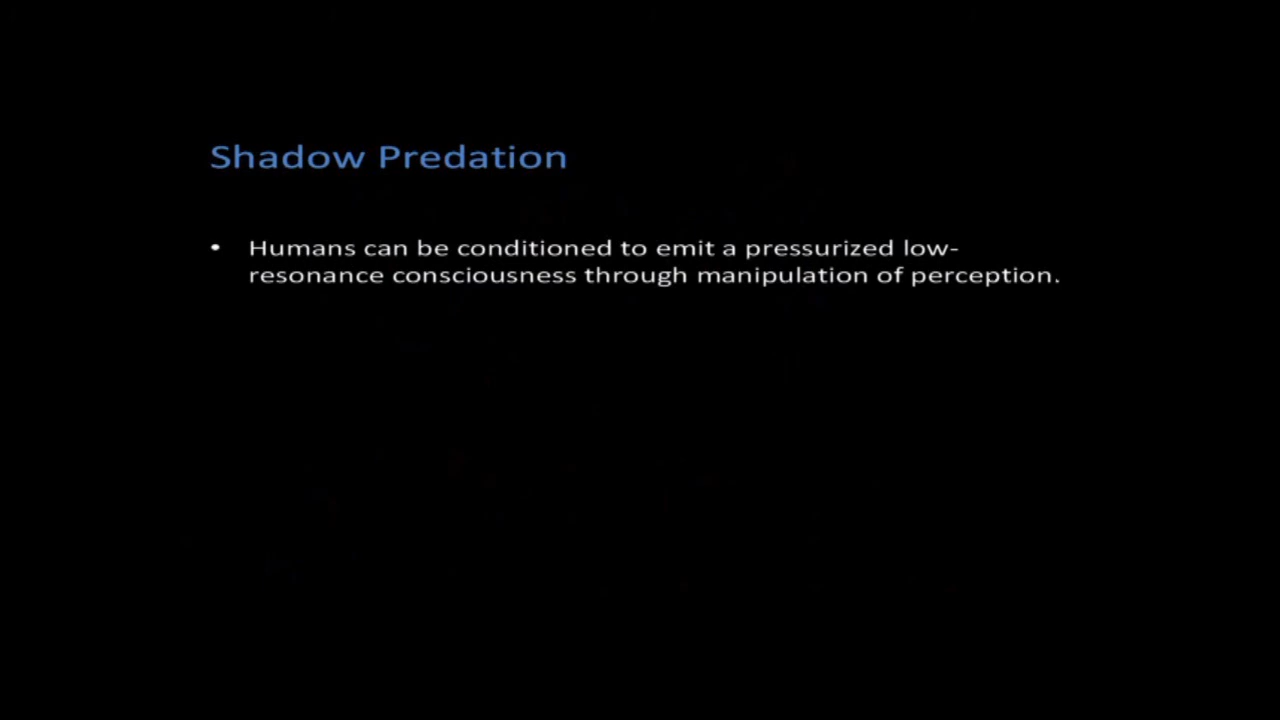 Shadow Predation
• Humans can be conditioned to emit a pressurized low-
resonance consciousness through manipulation of perception.